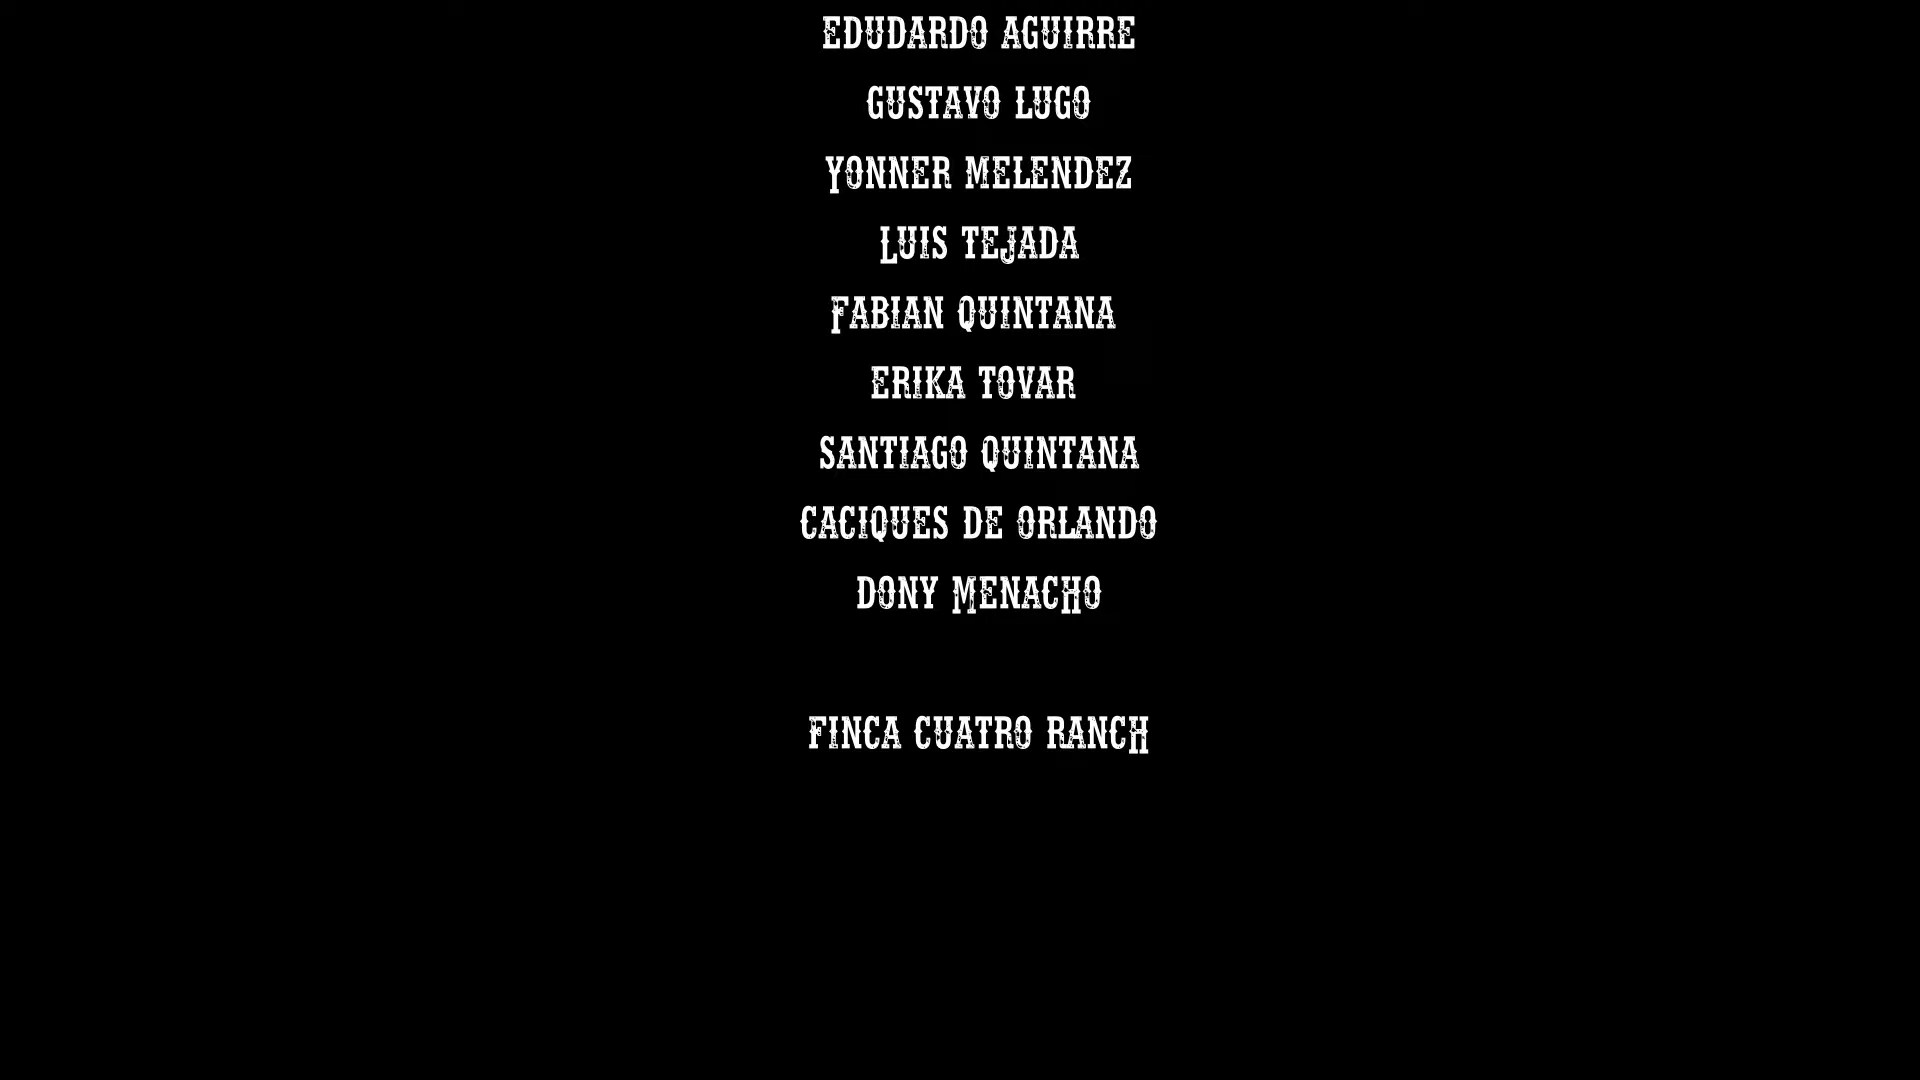 EDUDARDO AGUIRRE
GUSTAVO LUGO
YONNER MELENDEZ
LUIS TEJADA
FABIAN QUINTANA
ERIKA TOVAR
SANTIAGO QUINTANA
CACIQUES DE ORLANDO
DONY MENACHO
FINCA CUATRO RANCH